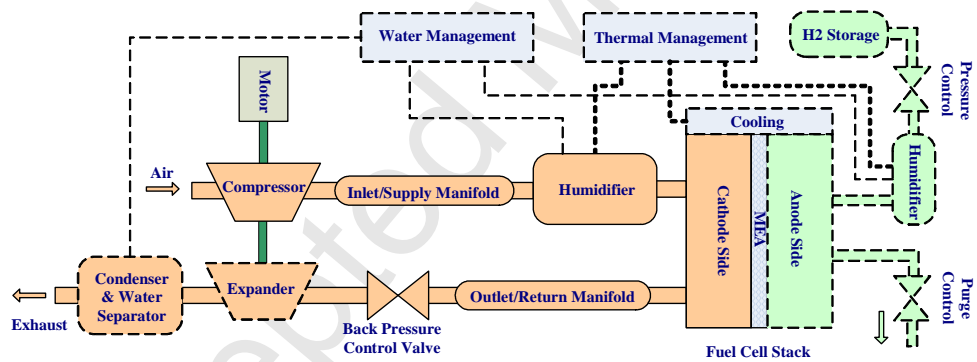 Water Management
Thermal Management
H2 Storage
Pressure
Control
Motor
Cooling
Air
Compressor
Inlet/Supply Manifold
Humidifier
Cathode Side
MEA
Anode Side
Humidifier
Condenser
& Water
Separator
Expander
Outlet/Return Manifold
Purge
Control
Exhaust
Back Pressure
Control Valve
Fuel Cell Stack